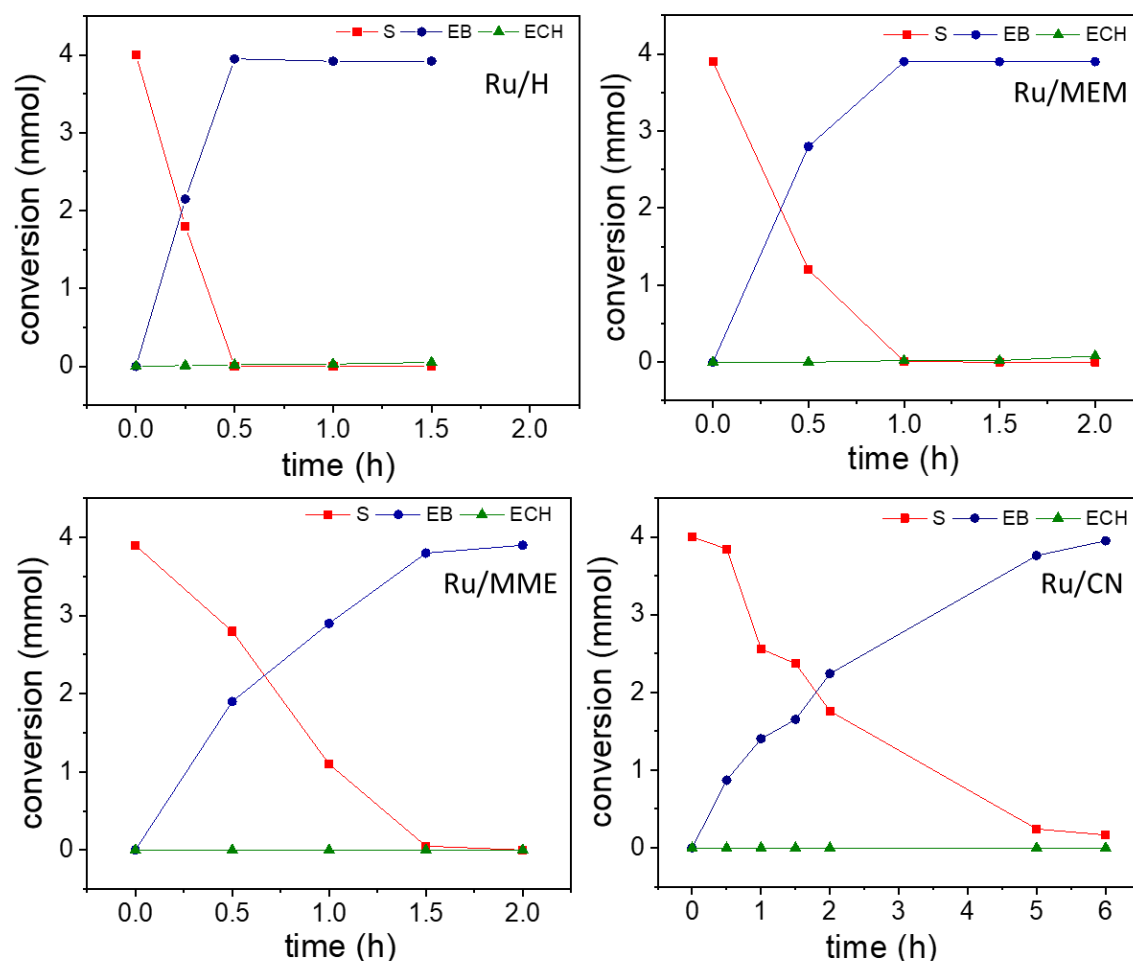 S EB ECH
Ru/H
conversion (mmol)
4
3
2
1
0
0.0 0.5 1.0 1.5 2.0
time (h)
S EB ECH
Ru/MEM
conversion (mmol)
4
3
2
1
0
0.0 0.5 1.0 1.5 2.0
time (h)
S EB ECH
Ru/MME
conversion (mmol)
4
3
2
1
0
0.0 0.5 1.0 1.5 2.0
time (h)
S EB ECH
Ru/CN
conversion (mmol)
4
3
2
1
0
0 1 2 3 4 5 6
time (h)